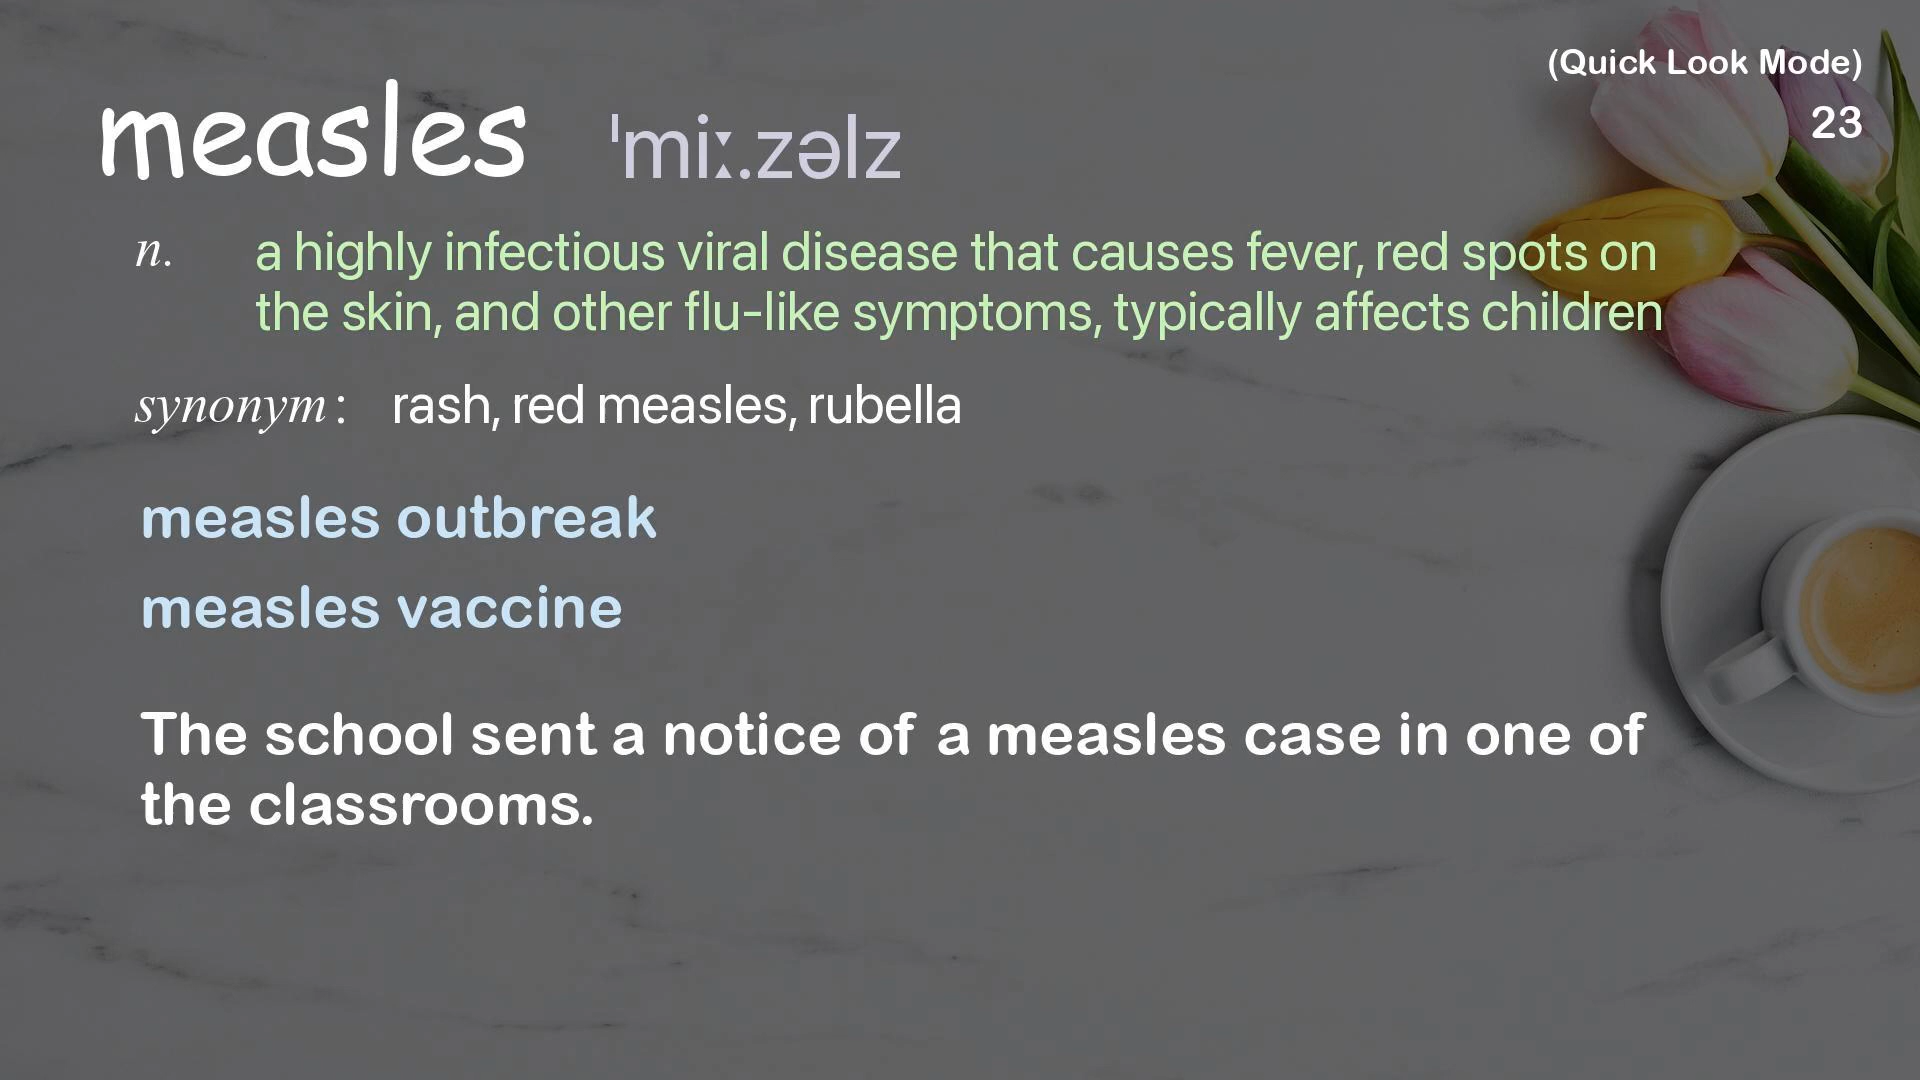 (Quick Look Mode)
23
measles ˈmiː.zəlz
n. a highly infectious viral disease that causes fever, red spots on
the skin, and other flu-like symptoms, typically affects children
synonym: rash, red measles, rubella
measles outbreak
measles vaccine
The school sent a notice of a measles case in one of
the classrooms.